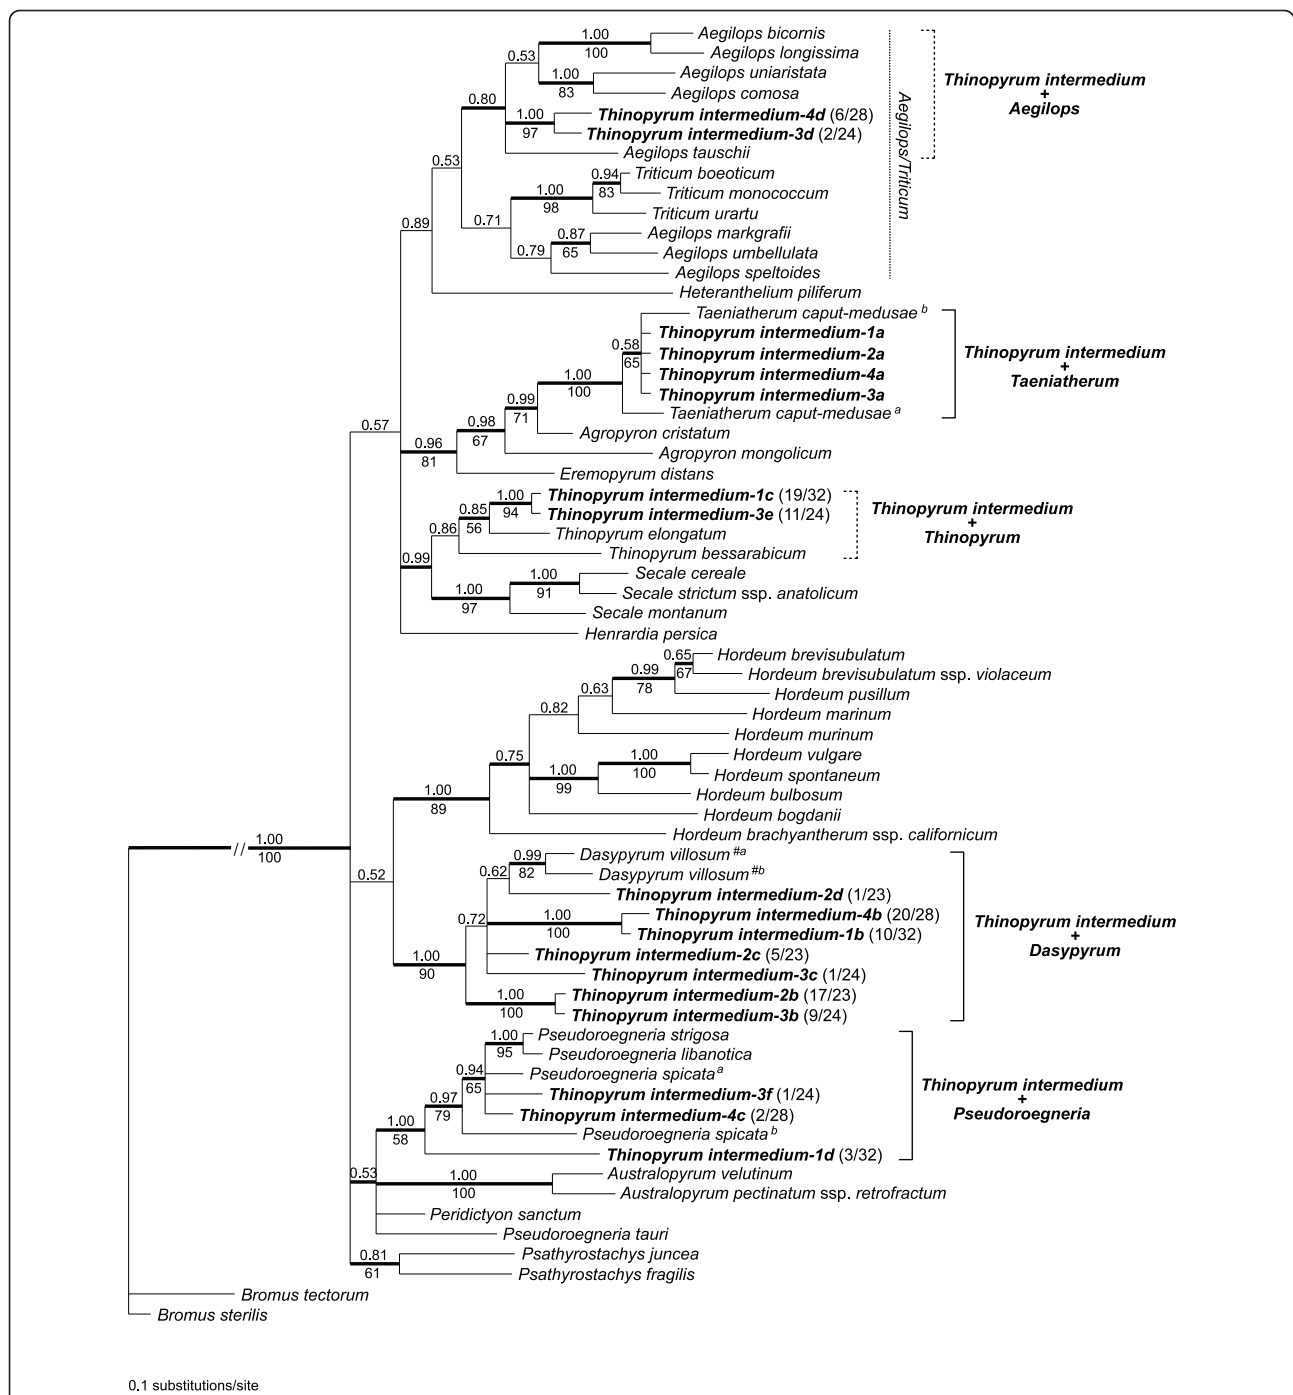 1.00
100
Aegilops bicornis
Aegilops longissima
0.53
1.00
83
Aegilops uniaristata
Aegilops comosa
0.80
1.00
97
Thinopyrum intermedium-4d (6/28)
Thinopyrum intermedium-3d (2/24)
Aegilops tauschii
Thinopyrum intermedium
+
Aegilops
Aegilops/Triticum
0.53
0.94
83
Triticum boeoticum
Triticum monococcum
1.00
98
Triticum urartu
0.71
0.87
65
Aegilops markgrafii
Aegilops umbellulata
0.79
Aegilops speltoides
0.89
Heteranthelium piliferum
Taeniatherum caput-medusae b
Thinopyrum intermedium-1a
0.58
65
Thinopyrum intermedium-2a
Thinopyrum intermedium-4a
Thinopyrum intermedium-3a
1.00
100
Taeniatherum caput-medusae a
Thinopyrum intermedium
+
Taeniatherum
0.99
71
Agropyron cristatum
0.98
67
Agropyron mongolicum
0.96
81
Eremopyrum distans
0.57
1.00
94
Thinopyrum intermedium-1c (19/32)
Thinopyrum intermedium-3e (11/24)
0.85
56
Thinopyrum elongatum
0.86
Thinopyrum bessarabicum
Thinopyrum intermedium
+
Thinopyrum
0.99
1.00
91
Secale cereale
Secale strictum ssp. anatolicum
1.00
97
Secale montanum
Henrardia persica
0.65
67
Hordeum brevisubulatum
Hordeum brevisubulatum ssp. violaceum
0.99
78
Hordeum pusillum
0.63
Hordeum marinum
0.82
Hordeum murinum
0.75
1.00
100
Hordeum vulgare
Hordeum spontaneum
1.00
99
Hordeum bulbosum
Hordeum bogdanii
1.00
89
Hordeum brachyantherum ssp. californicum
1.00
//
100
0.52
0.99
82
Dasypyrum villosum #a
Dasypyrum villosum #b
0.62
Thinopyrum intermedium-2d (1/23)
0.72
1.00
100
Thinopyrum intermedium-4b (20/28)
Thinopyrum intermedium-1b (10/32)
Thinopyrum intermedium-2c (5/23)
Thinopyrum intermedium-3c (1/24)
1.00
90
1.00
100
Thinopyrum intermedium-2b (17/23)
Thinopyrum intermedium-3b (9/24)
Thinopyrum intermedium
+
Dasypyrum
1.00
95
Pseudoroegneria strigosa
Pseudoroegneria libanotica
Pseudoroegneria spicata a
0.94
65
Thinopyrum intermedium-3f (1/24)
Thinopyrum intermedium-4c (2/28)
0.97
79
Pseudoroegneria spicata b
1.00
58
Thinopyrum intermedium-1d (3/32)
Thinopyrum intermedium
+
Pseudoroegneria
0.53
1.00
100
Australopyrum velutinum
Australopyrum pectinatum ssp. retrofractum
Peridictyon sanctum
Pseudoroegneria tauri
0.81
61
Psathyrostachys juncea
Psathyrostachys fragilis
Bromus tectorum
Bromus sterilis
0.1 substitutions/site